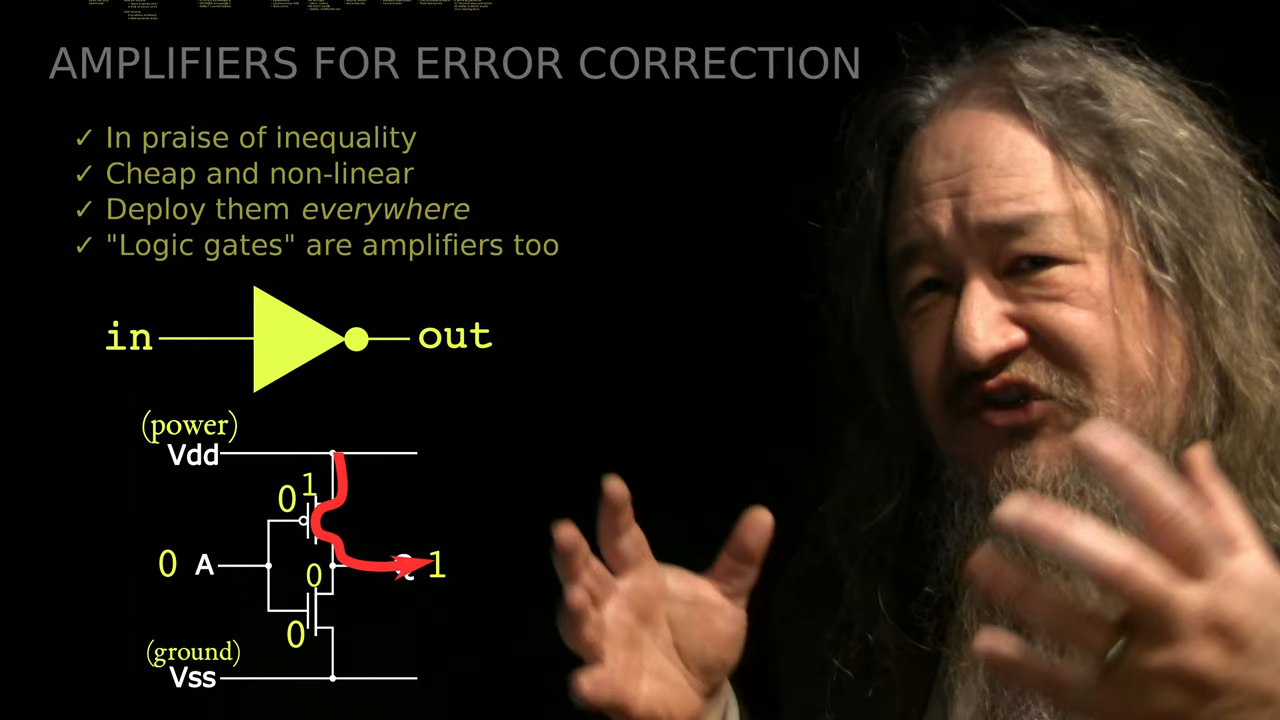 AMPLIFIERS FOR ERROR CORRECTION
✓ In praise of inequality
✓ Cheap and non-linear
✓ Deploy them everywhere
✓ "Logic gates" are amplifiers too
in out
(power)
Vdd
1
0
0 A 1
0
0
(ground)
Vss